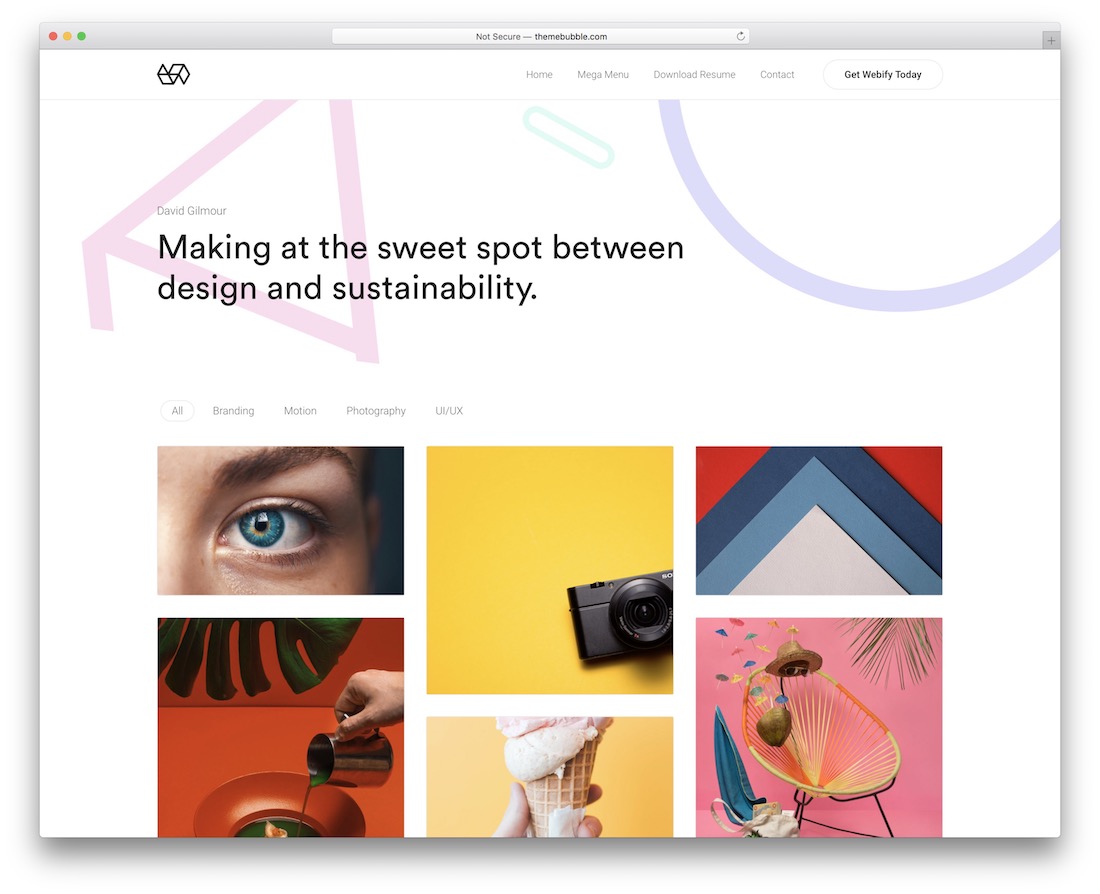 Not Secure — themebubble.com
Home Mega Menu Download Resume Contact Get Webify Today
David Gilmour
Making at the sweet spot between
design and sustainability.
All Branding Motion Photography UI/UX